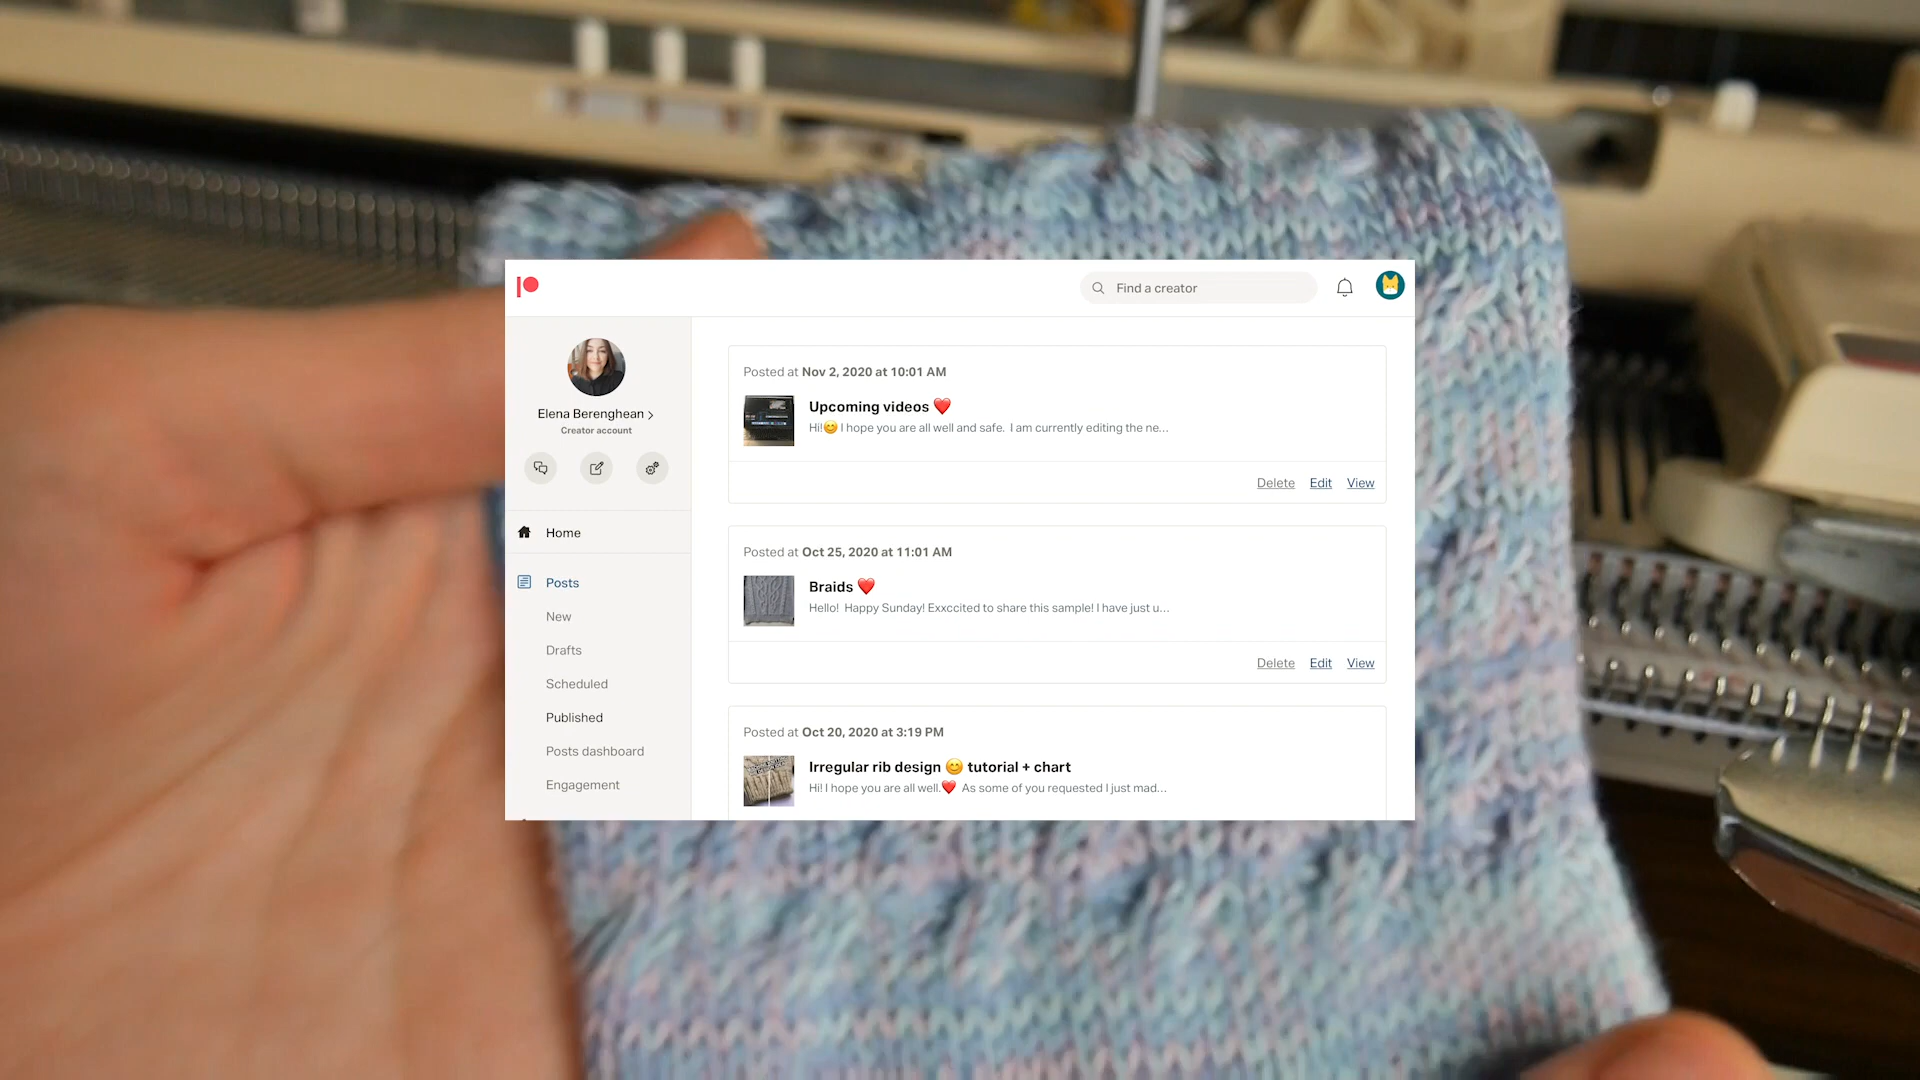 Find a creator
Elena Berenghean
Creator account
Home
Posts
New
Drafts
Scheduled
Published
Posts dashboard
Engagement
Posted at Nov 2, 2020 at 10:01 AM
Upcoming videos ❤️
Hi!😊 I hope you are all well and safe. I am currently editing the ne...
Delete Edit View
Posted at Oct 25, 2020 at 11:01 AM
Braids ❤️
Hello! Happy Sunday! Exxccited to share this sample! I have just u...
Delete Edit View
Posted at Oct 20, 2020 at 3:19 PM
Irregular rib design 😊 tutorial + chart
Hi! I hope you are all well.❤️ As some of you requested I just mad...